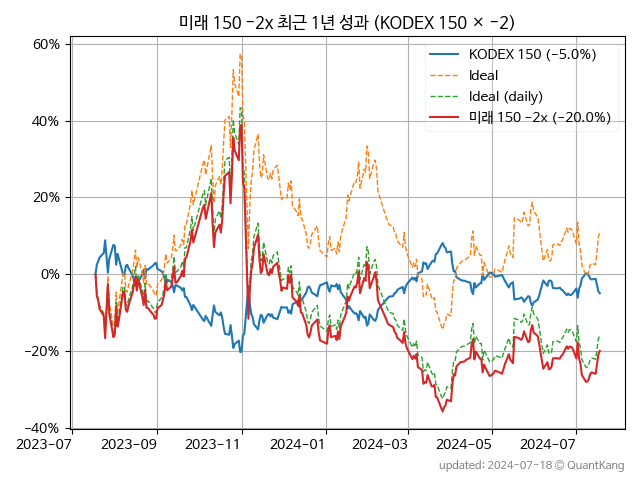 미래 150 −2x 최근 1년 성과 (KODEX 150 × −2)
KODEX 150 (−5.0%)
Ideal
Ideal (daily)
미래 150 −2x (−20.0%)
60%
40%
20%
0%
−20%
−40%
2023-07 2023-09 2023-11 2024-01 2024-03 2024-05 2024-07
updated: 2024-07-18 © QuantKang